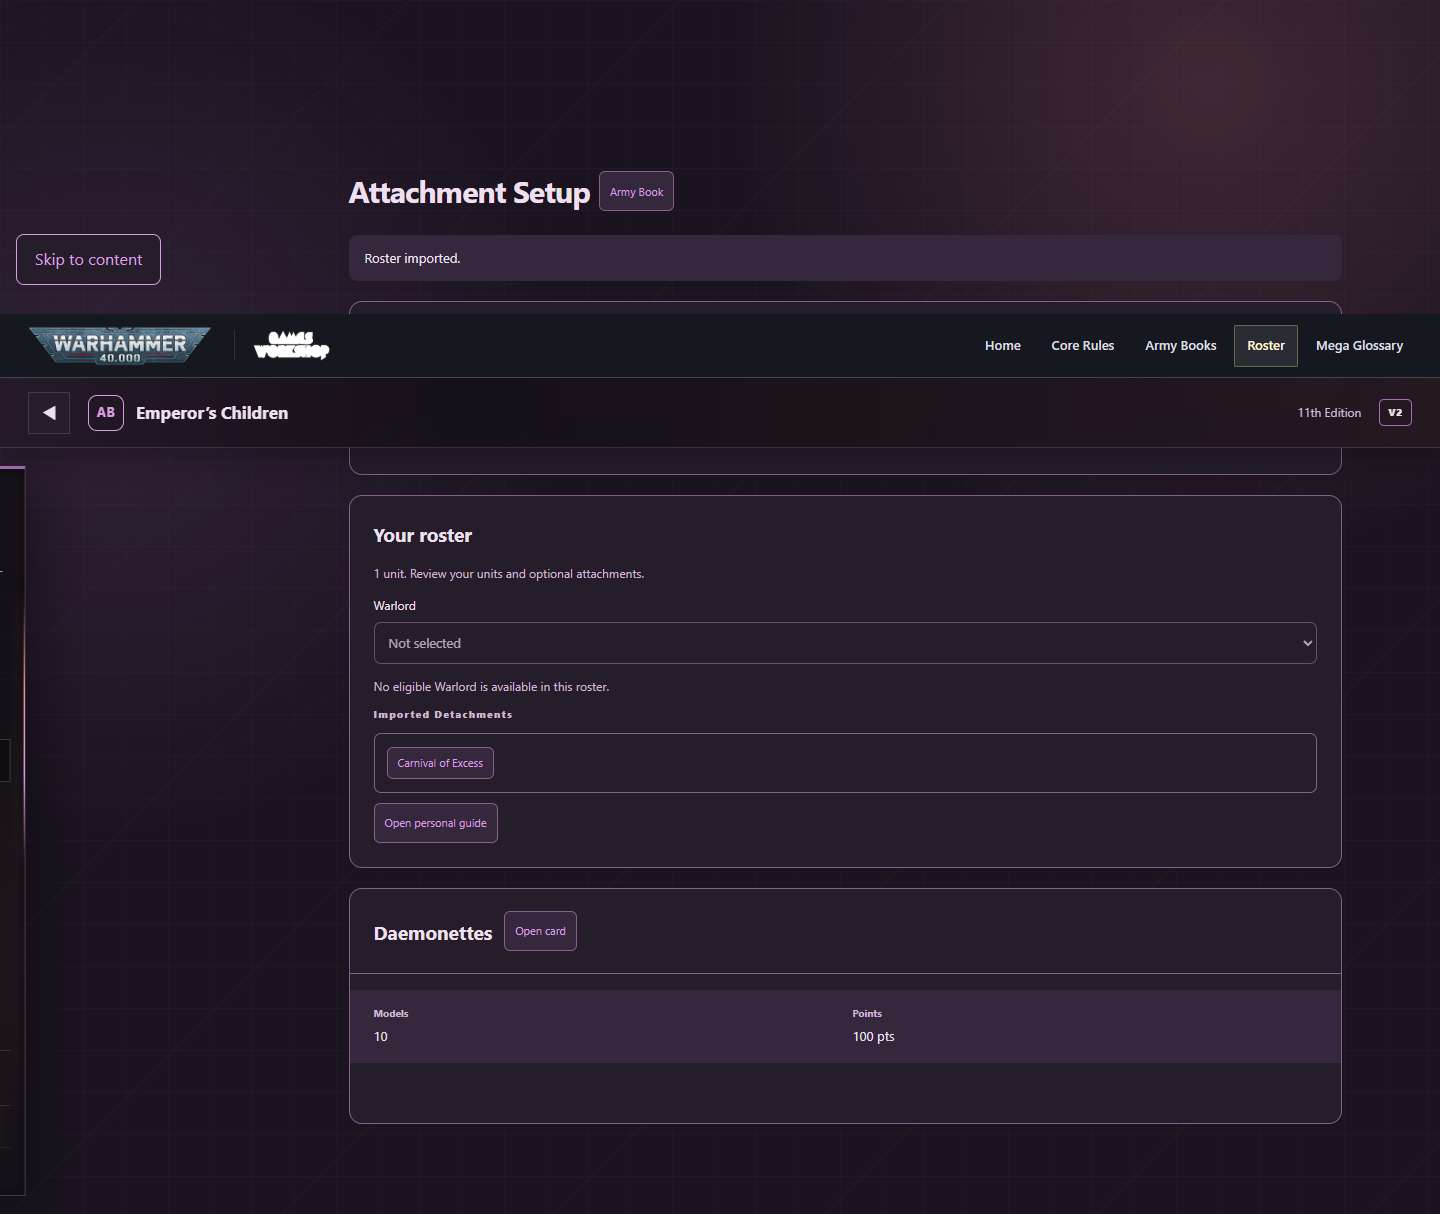 Attachment Setup
Army Book
Skip to content
Roster imported.
WARHAMMER
40,000
GAMES
WORKSHOP
Home
Core Rules
Army Books
Roster
Mega Glossary
◀
AB
Emperor’s Children
11th Edition
V2
Your roster
1 unit. Review your units and optional attachments.
Warlord
Not selected
No eligible Warlord is available in this roster.
Imported Detachments
Carnival of Excess
Open personal guide
Daemonettes
Open card
Models
Points
10
100 pts